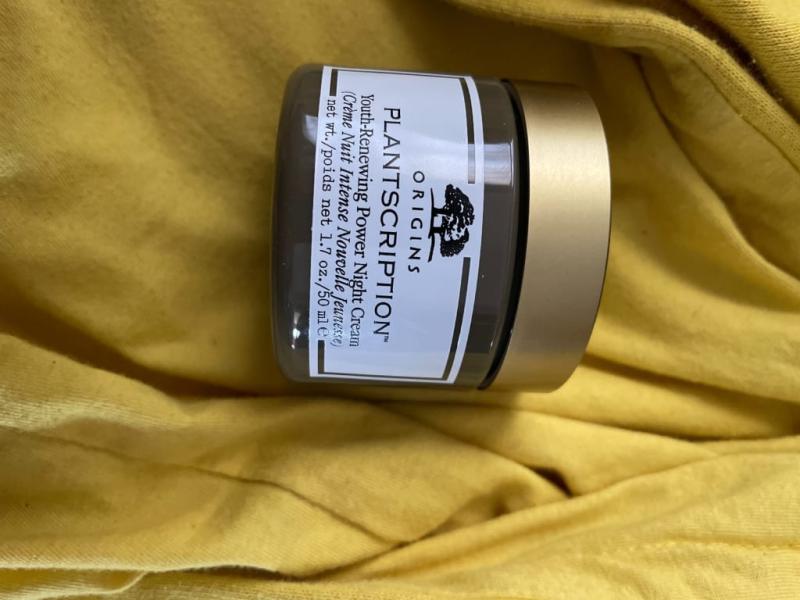 ORIGINS
PLANTSCRIPTION™
Youth-Renewing Power Night Cream
(Crème Nuit Intense Nouvelle Jeunesse)
net wt./poids net 1.7 oz./50 ml ℮